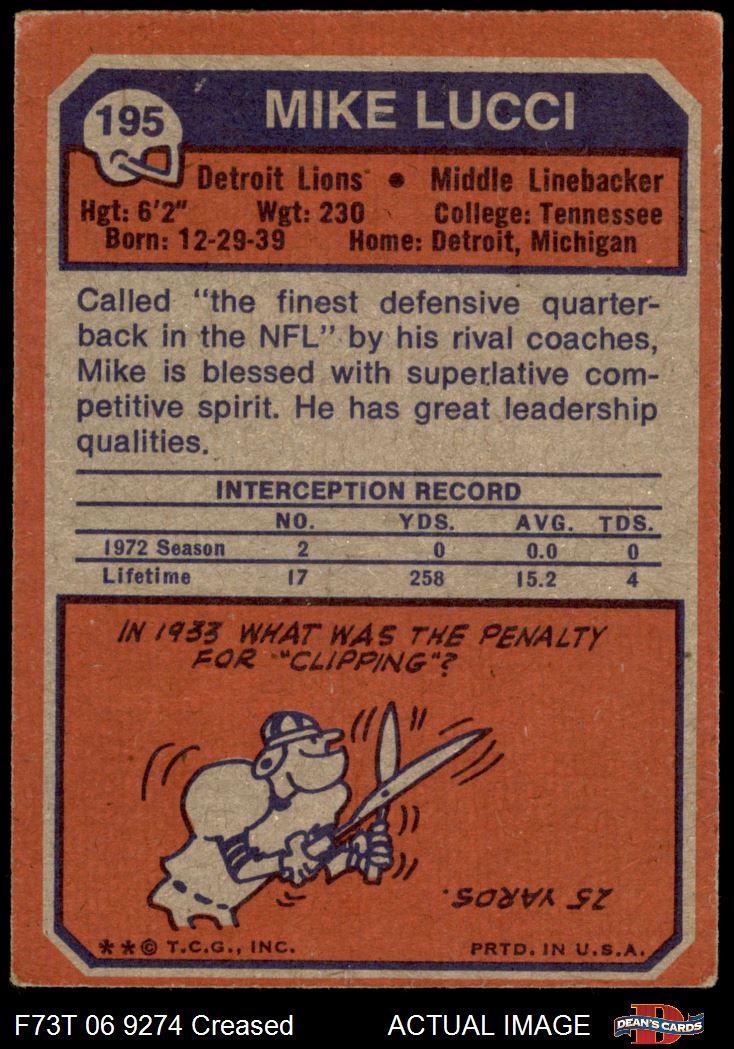 195
MIKE LUCCI
Detroit Lions • Middle Linebacker
Hgt: 6'2" Wgt: 230 College: Tennessee
Born: 12-29-39 Home: Detroit, Michigan
Called "the finest defensive quarter-
back in the NFL" by his rival coaches,
Mike is blessed with superlative com-
petitive spirit. He has great leadership
qualities.
INTERCEPTION RECORD
NO. YDS. AVG. TDS.
1972 Season 2 0 0.0 0
Lifetime 17 258 15.2 4
IN 1933 WHAT WAS THE PENALTY
FOR "CLIPPING"?
25 YARDS.
**© T.C.G., INC. PRTD. IN U.S.A.
F73T 06 9274 Creased ACTUAL IMAGE
D
DEAN'S CARDS